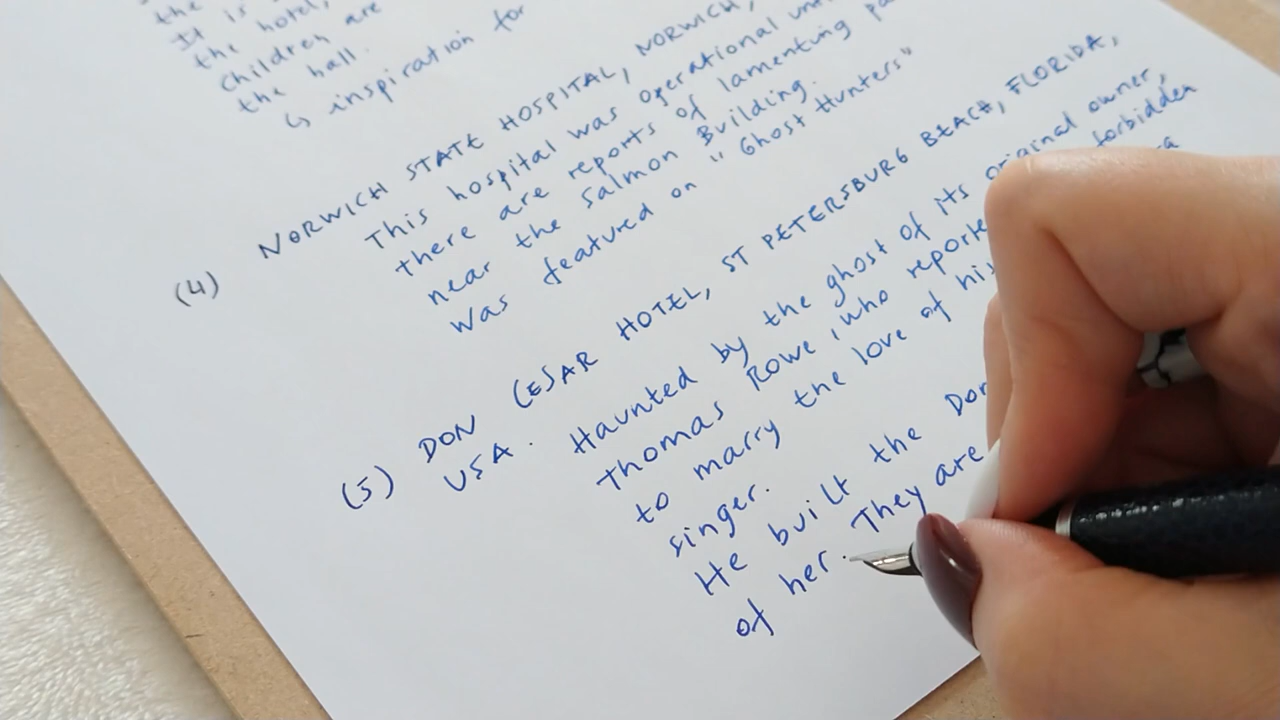 the
It is
the hotel,
Children are
the hall.
↳ inspiration for
(4) NORWICH STATE HOSPITAL, NORWICH,
This hospital was operational
there are reports of lamenting
near the Salmon Building.
Was featured on "Ghost Hunters"
(5) DON CESAR HOTEL, ST PETERSBURG BEACH, FLORIDA,
USA. Haunted by the ghost of its original owner,
Thomas Rowe, who forbidden
to marry the love of his
singer.
He built the
of her. They are